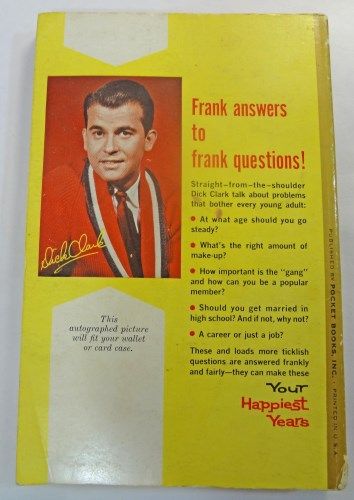 Frank answers
to
frank questions!
Straight-from-the-shoulder
Dick Clark talk about problems
that bother every young adult:
• At what age should you go
steady?
• What's the right amount of
make-up?
• How important is the "gang"
and how can you be a popular
member?
• Should you get married in
high school? And if not, why not?
• A career or just a job?
These and loads more ticklish
questions are answered frankly
and fairly—they can make these
Your
Happiest
Years
Dick Clark
This
autographed picture
will fit your wallet
or card case.
PUBLISHED BY POCKET BOOKS, INC. • PRINTED IN U.S.A.